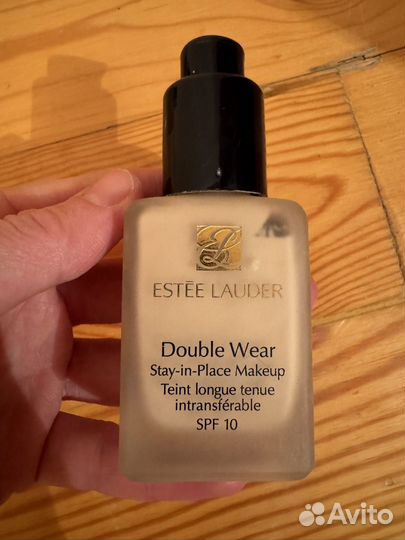 ESTĒE LAUDER
Double Wear
Stay-in-Place Makeup
Teint longue tenue
intransférable
SPF 10
Avito